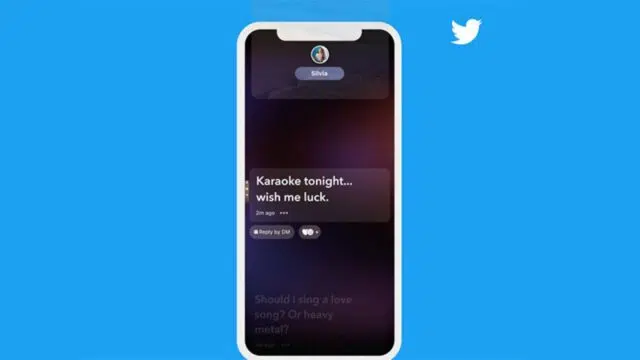 Silvia
Karaoke tonight...
wish me luck.
2m ago
Reply by DM
Should I sing a love
song? Or heavy
metal?